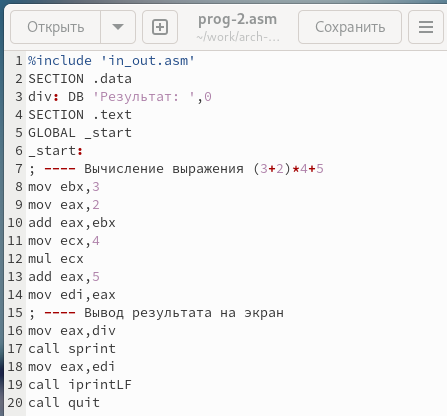 Открыть
prog-2.asm
~/work/arch-...
Сохранить
1 %include 'in_out.asm'
2 SECTION .data
3 div: DB 'Результат: ',0
4 SECTION .text
5 GLOBAL _start
6 _start:
7 ; ---- Вычисление выражения (3+2)*4+5
8 mov ebx,3
9 mov eax,2
10 add eax,ebx
11 mov ecx,4
12 mul ecx
13 add eax,5
14 mov edi,eax
15 ; ---- Вывод результата на экран
16 mov eax,div
17 call sprint
18 mov eax,edi
19 call iprintLF
20 call quit